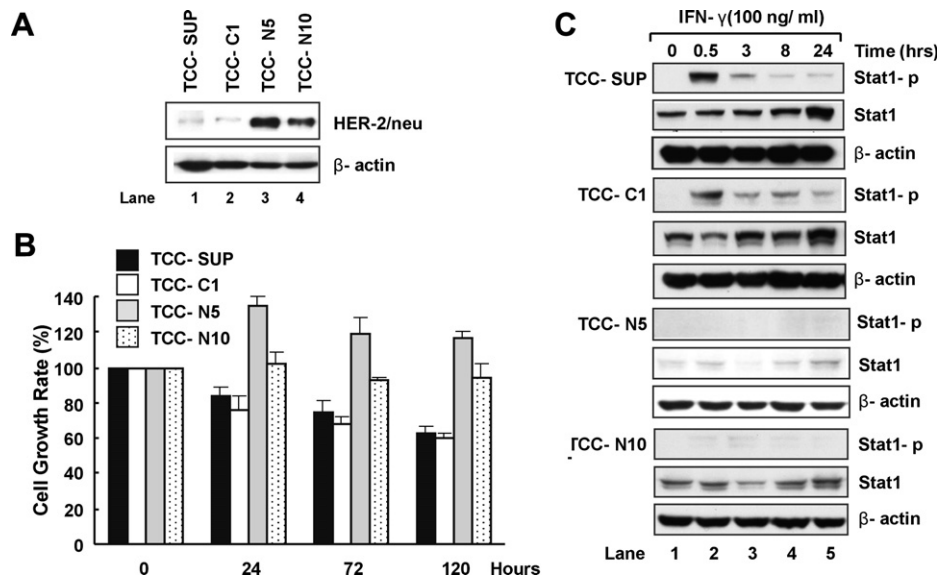 A
TCC- SUP
TCC- C1
TCC- N5
TCC- N10
HER-2/neu
β- actin
Lane 1 2 3 4
B
TCC- SUP
TCC- C1
TCC- N5
TCC- N10
Cell Growth Rate (%)
140
120
100
80
60
40
20
0
0 24 72 120 Hours
C
IFN- γ(100 ng/ ml)
0 0.5 3 8 24 Time (hrs)
TCC- SUP Stat1- p
Stat1
β- actin
TCC- C1 Stat1- p
Stat1
β- actin
TCC- N5 Stat1- p
Stat1
β- actin
TCC- N10 Stat1- p
Stat1
β- actin
Lane 1 2 3 4 5